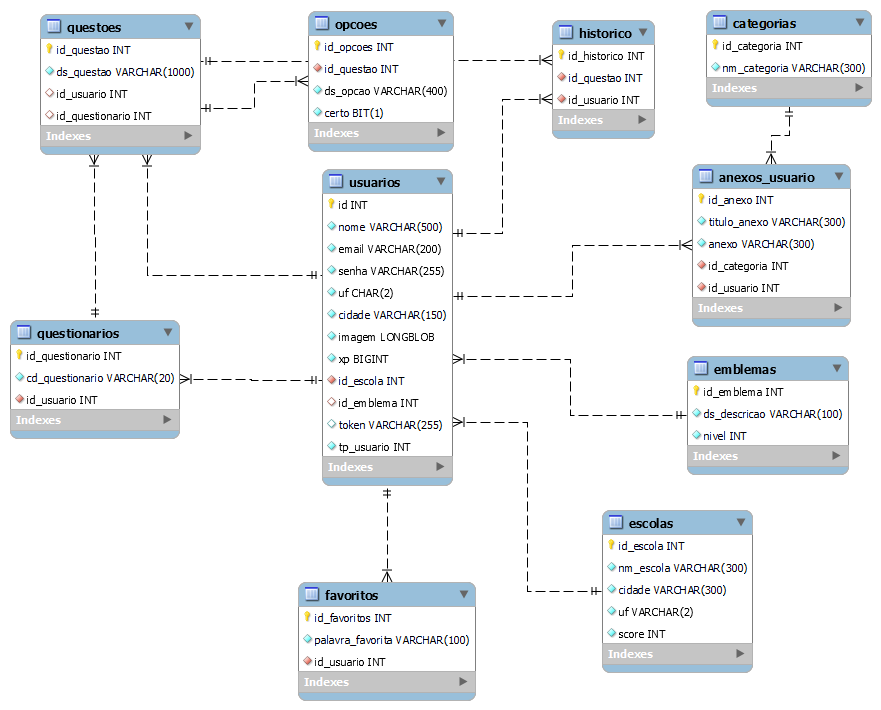 questoes
id_questao INT
ds_questao VARCHAR(1000)
id_usuario INT
id_questionario INT
Indexes
opcoes
id_opcoes INT
id_questao INT
ds_opcao VARCHAR(400)
certo BIT(1)
Indexes
historico
id_historico INT
id_questao INT
id_usuario INT
Indexes
categorias
id_categoria INT
nm_categoria VARCHAR(300)
Indexes
usuarios
id INT
nome VARCHAR(500)
email VARCHAR(200)
senha VARCHAR(255)
uf CHAR(2)
cidade VARCHAR(150)
imagem LONGBLOB
xp BIGINT
id_escola INT
id_emblema INT
token VARCHAR(255)
tp_usuario INT
Indexes
anexos_usuario
id_anexo INT
titulo_anexo VARCHAR(300)
anexo VARCHAR(300)
id_categoria INT
id_usuario INT
Indexes
questionarios
id_questionario INT
cd_questionario VARCHAR(20)
id_usuario INT
Indexes
emblemas
id_emblema INT
ds_descricao VARCHAR(100)
nivel INT
Indexes
escolas
id_escola INT
nm_escola VARCHAR(300)
cidade VARCHAR(300)
uf VARCHAR(2)
score INT
Indexes
favoritos
id_favoritos INT
palavra_favorita VARCHAR(100)
id_usuario INT
Indexes